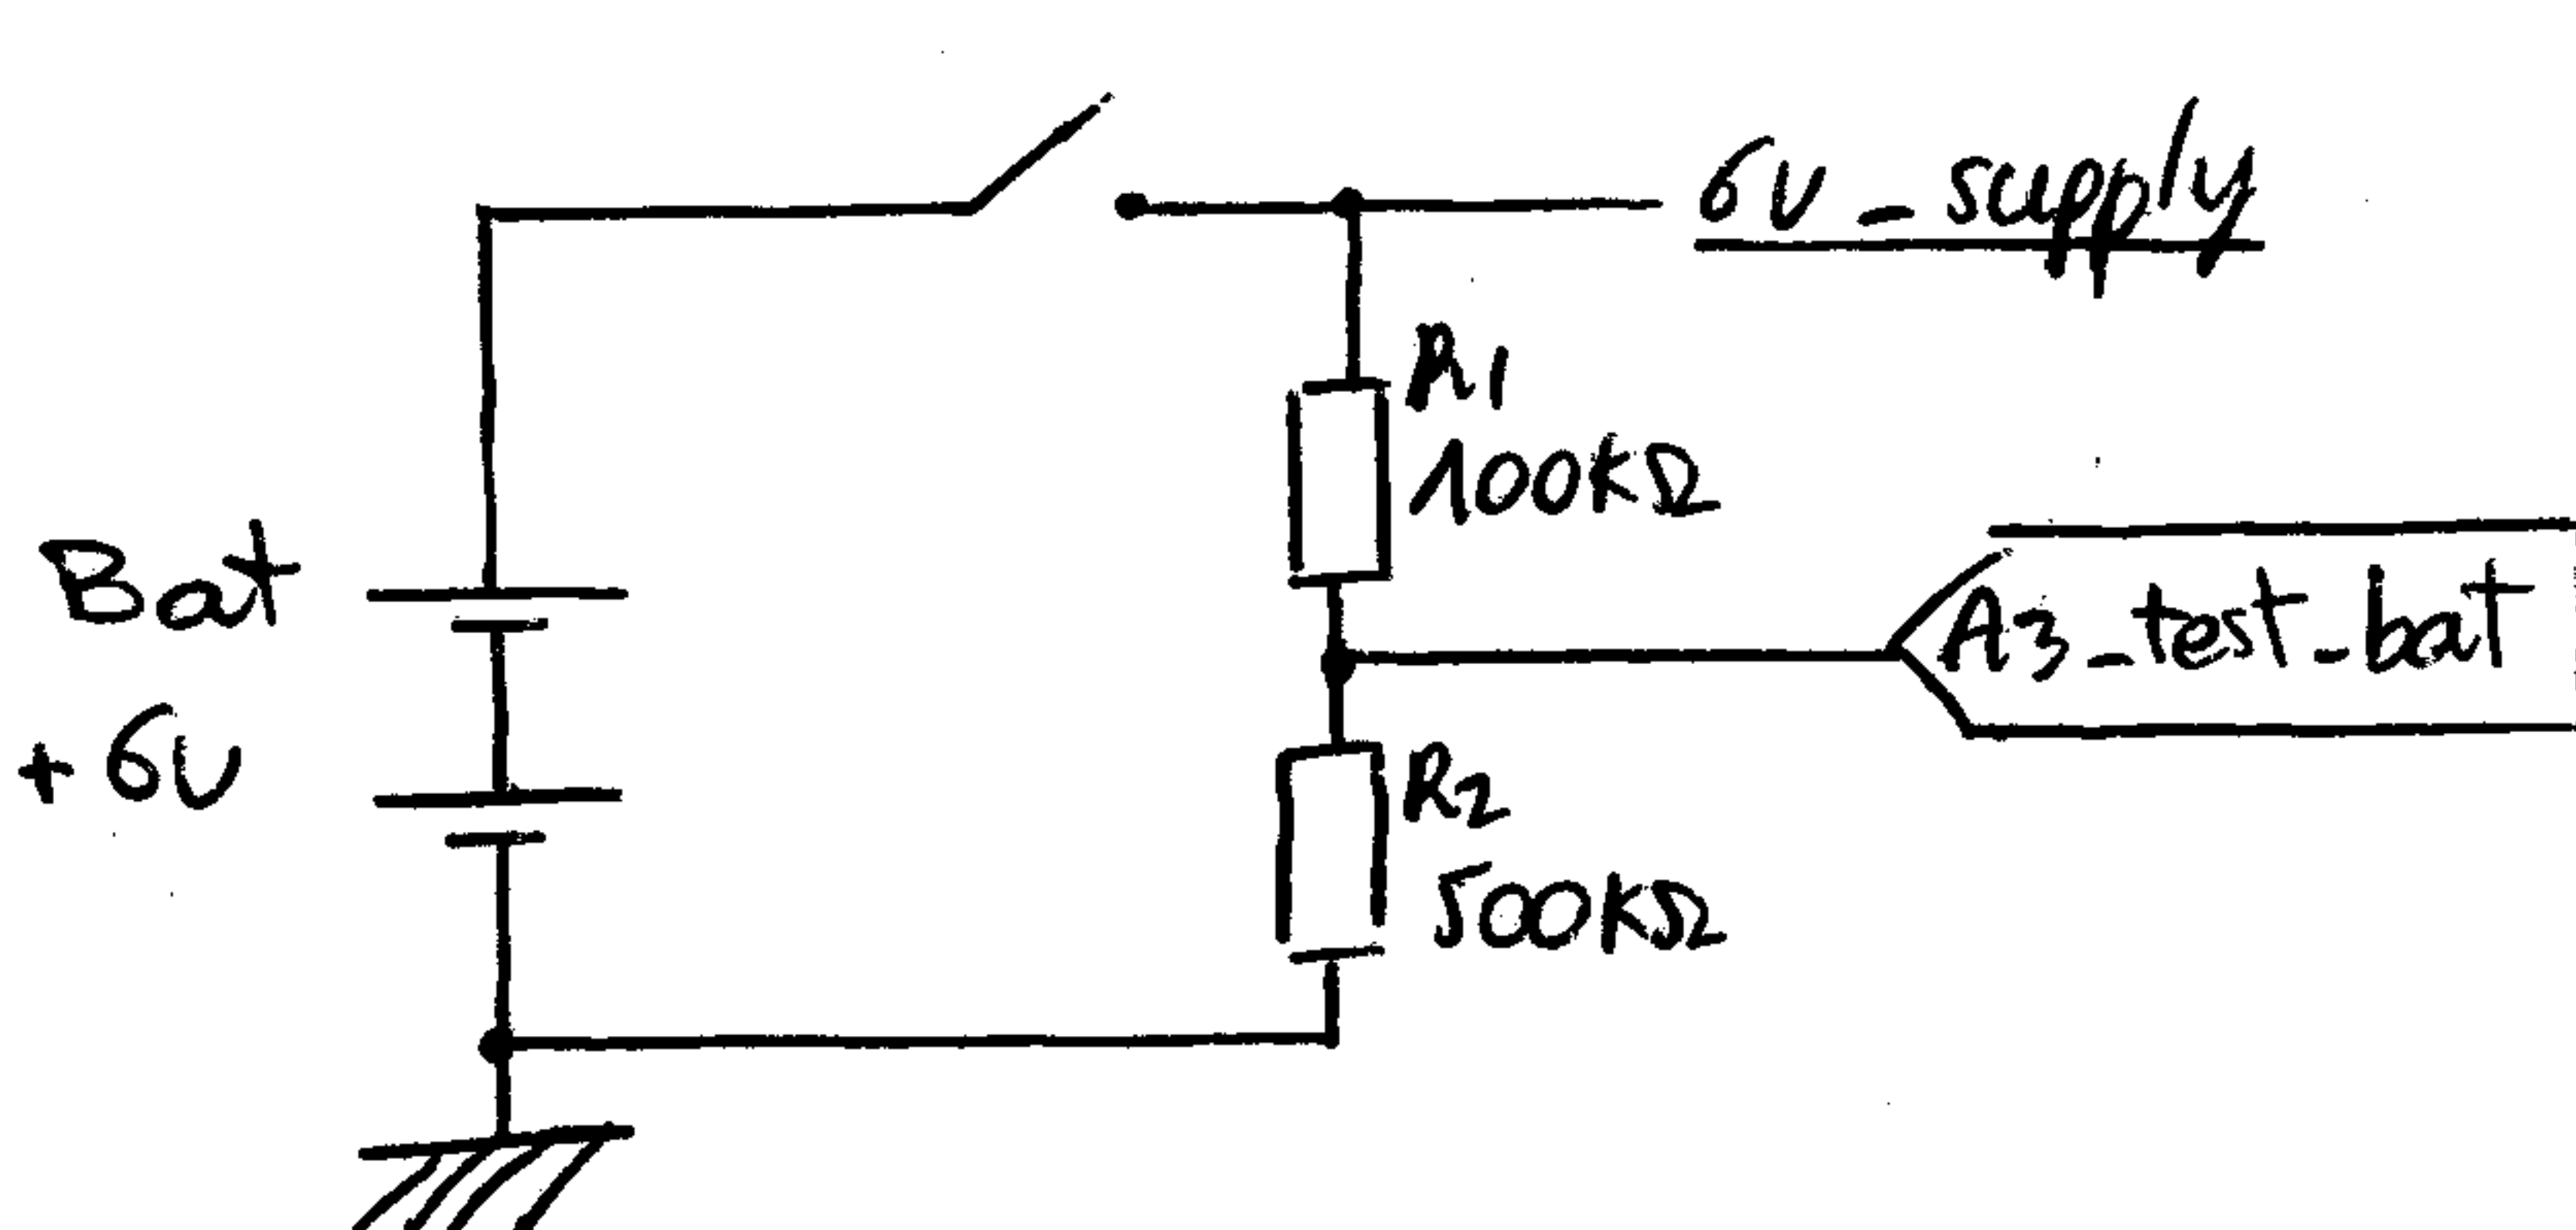 6V_supply
R1
100KΩ
Bat
A3_test_bat
+6V
R2
500KΩ